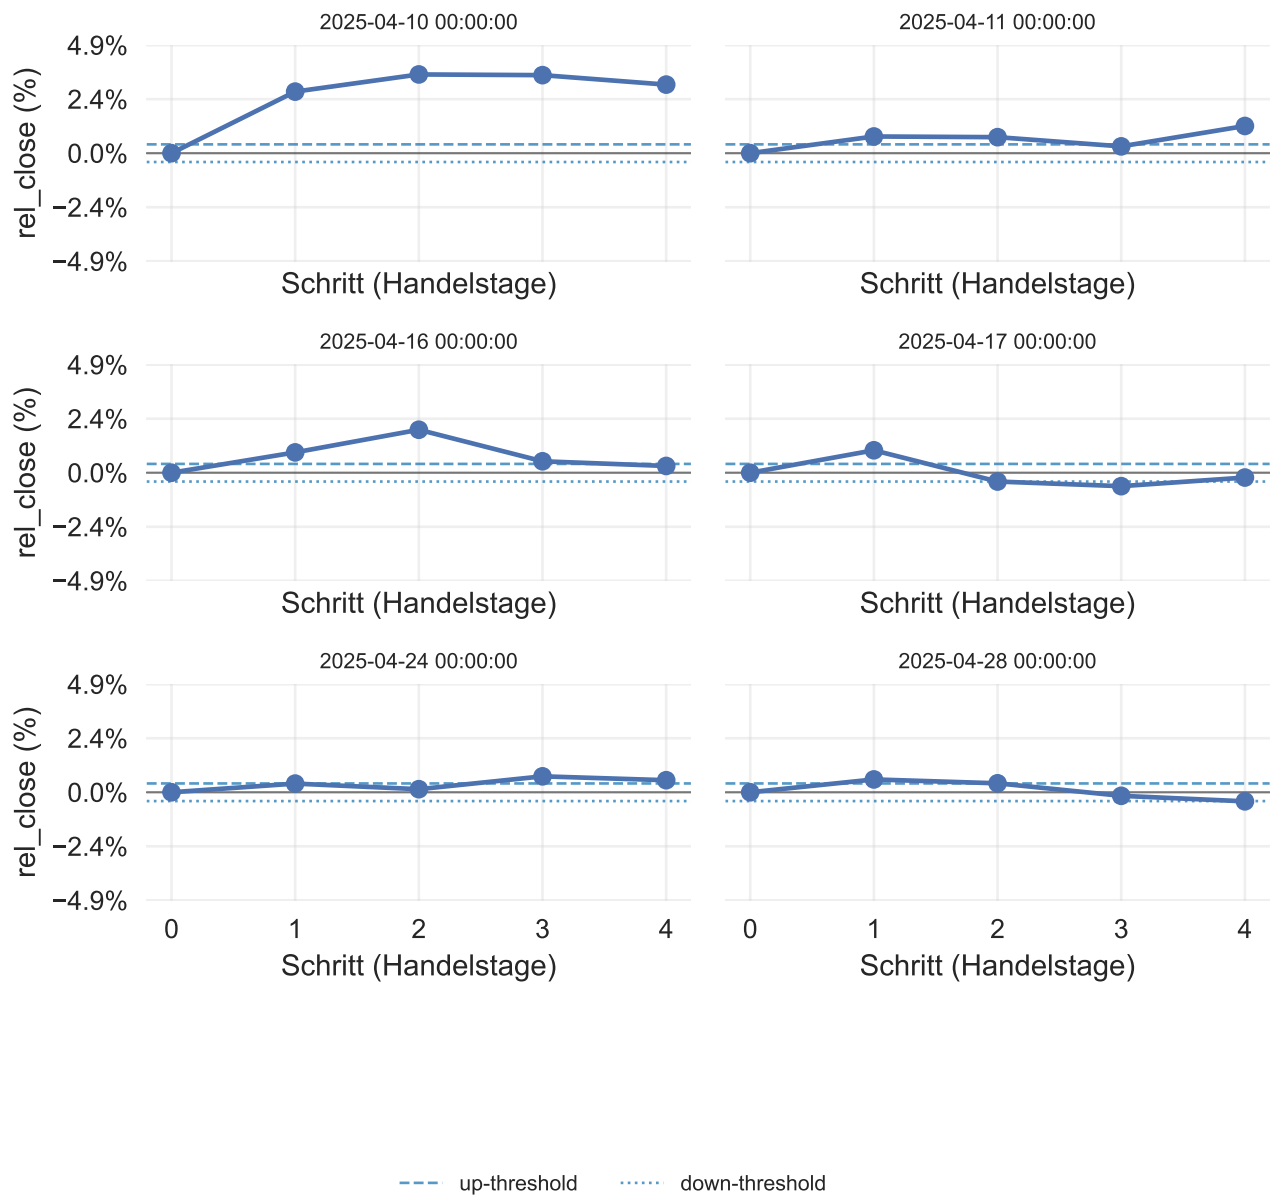 2025-04-10 00:00:00 2025-04-11 00:00:00
4.9%
2.4%
0.0%
−2.4%
−4.9%
rel_close (%)
Schritt (Handelstage) Schritt (Handelstage)
2025-04-16 00:00:00 2025-04-17 00:00:00
4.9%
2.4%
0.0%
−2.4%
−4.9%
rel_close (%)
Schritt (Handelstage) Schritt (Handelstage)
2025-04-24 00:00:00 2025-04-28 00:00:00
4.9%
2.4%
0.0%
−2.4%
−4.9%
rel_close (%)
0 1 2 3 4 0 1 2 3 4
Schritt (Handelstage) Schritt (Handelstage)
up-threshold down-threshold